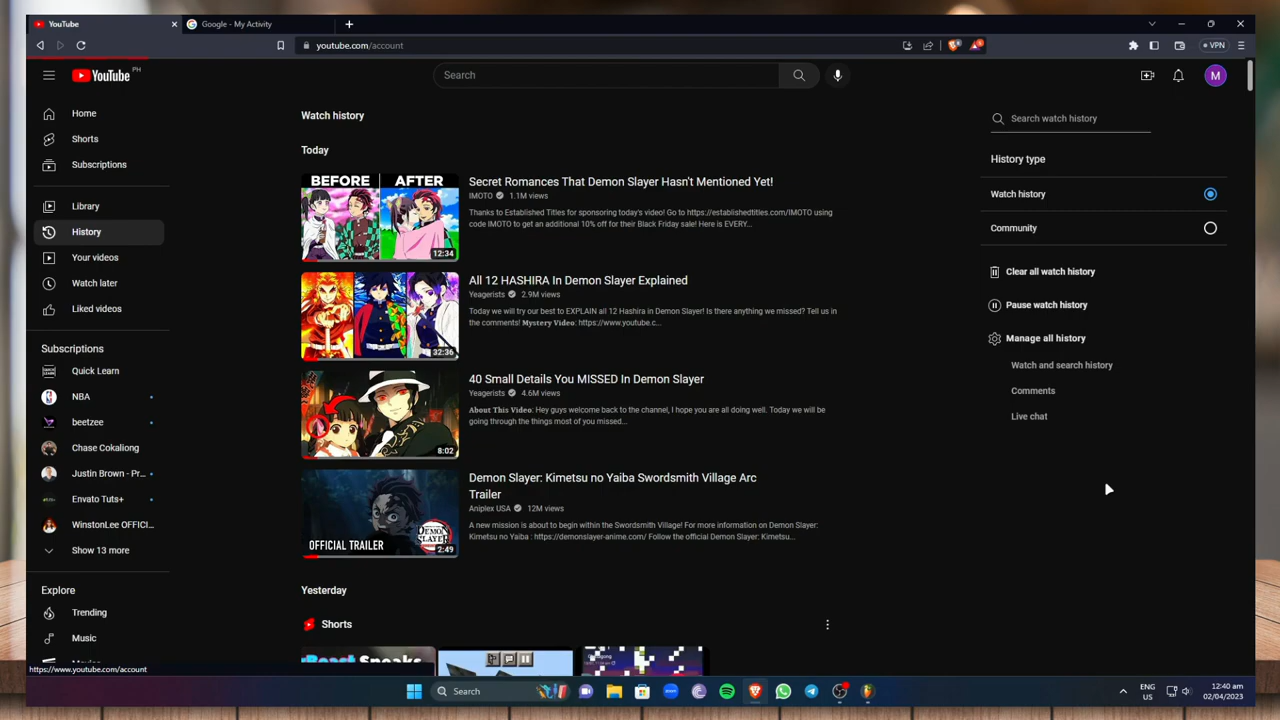 YouTube
Google - My Activity
youtube.com/account
VPN
YouTube PH
Search
M
Home
Shorts
Subscriptions
Library
History
Your videos
Watch later
Liked videos
Subscriptions
Quick Learn
NBA
beetzee
Chase Cokaliong
Justin Brown - Pr...
Envato Tuts+
WinstonLEE OFFICI...
Show 13 more
Explore
Trending
Music
https://www.youtube.com/account
Watch history
Today
BEFORE AFTER
12:34
Secret Romances That Demon Slayer Hasn't Mentioned Yet!
IMOTO 1.1M views
Thanks to Established Titles for sponsoring today's video! Go to https://establishedtitles.com/IMOTO using
code IMOTO to get an additional 10% off for their Black Friday sale! Here is EVERY...
32:36
All 12 HASHIRA In Demon Slayer Explained
Yeagerists 2.9M views
Today we will try our best to EXPLAIN all 12 Hashira in Demon Slayer! Is there anything we missed? Tell us in
the comments! Mystery Video: https://www.youtube.c...
8:02
40 Small Details You MISSED In Demon Slayer
Yeagerists 4.6M views
About This Video: Hey guys welcome back to the channel, I hope you are all doing well. Today we will be
going through the things most of you missed...
OFFICIAL TRAILER
DEMON SLAYER
2:49
Demon Slayer: Kimetsu no Yaiba Swordsmith Village Arc
Trailer
Aniplex USA 12M views
A new mission is about to begin within the Swordsmith Village! For more information on Demon Slayer:
Kimetsu no Yaiba : https://demonslayer-anime.com/ Follow the official Demon Slayer: Kimetsu...
Yesterday
Shorts
Search watch history
History type
Watch history
Community
Clear all watch history
Pause watch history
Manage all history
Watch and search history
Comments
Live chat
Search
ENG
US
12:40 am
02/04/2023